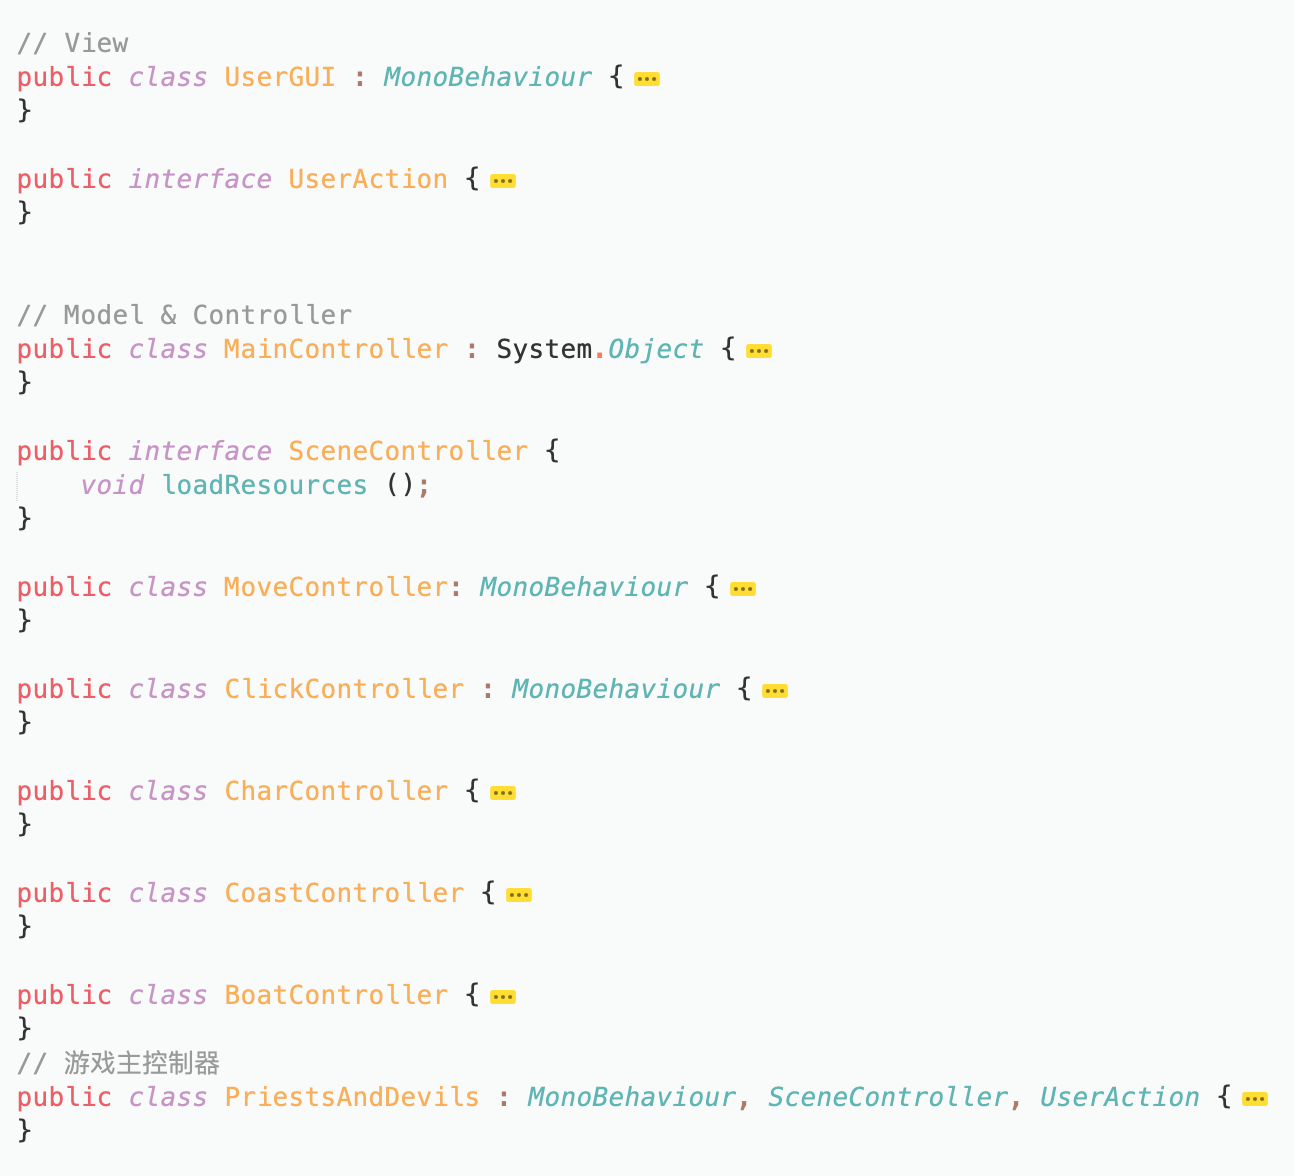 // View
public class UserGUI : MonoBehaviour { ...
}
public interface UserAction { ...
}
// Model & Controller
public class MainController : System.Object { ...
}
public interface SceneController {
    void loadResources ();
}
public class MoveController: MonoBehaviour { ...
}
public class ClickController : MonoBehaviour { ...
}
public class CharController { ...
}
public class CoastController { ...
}
public class BoatController { ...
}
// 游戏主控制器
public class PriestsAndDevils : MonoBehaviour, SceneController, UserAction { ...
}